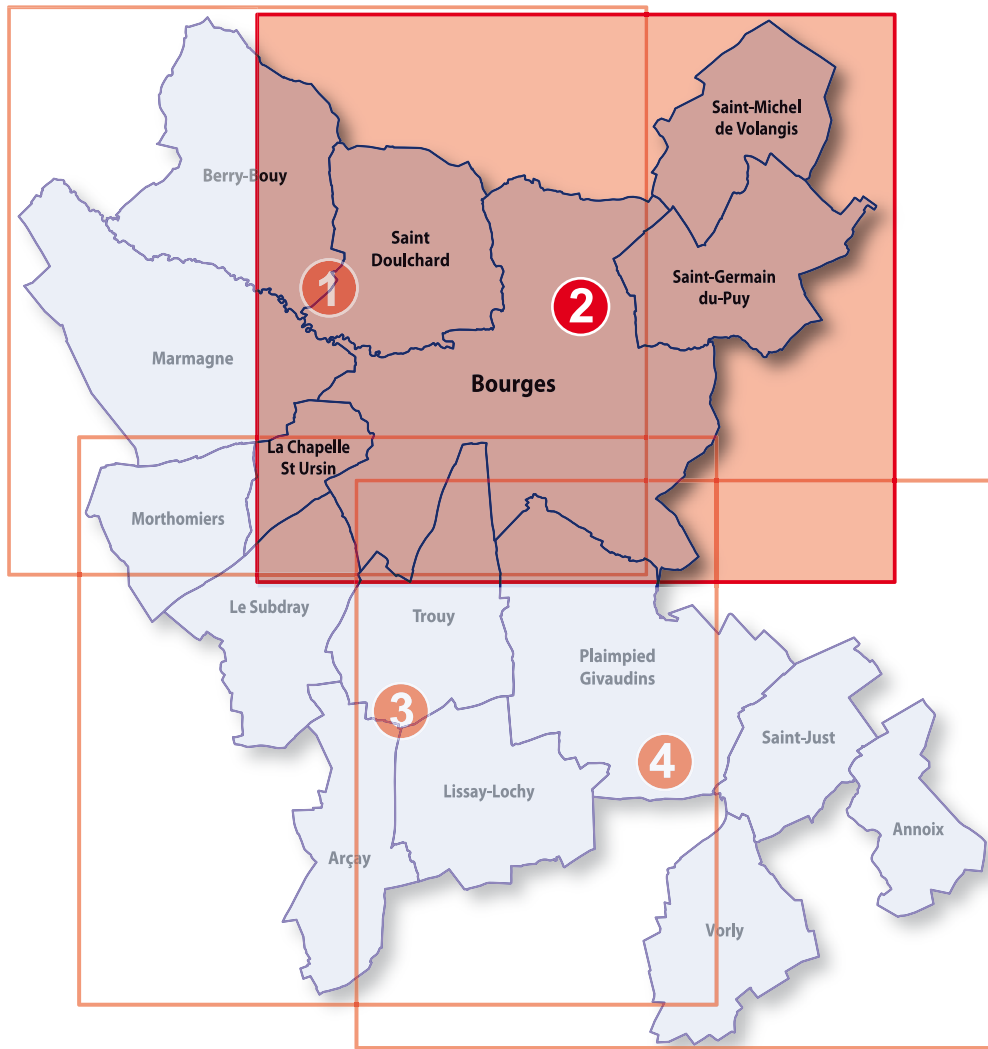 Saint-Michel
de Volangis
Berry-Bouy
Saint
Doulchard
Saint-Germain
du-Puy
1
2
Marmagne
Bourges
La Chapelle
St Ursin
Morthomiers
Le Subdray
Trouy
Plaimpied
Givaudins
3
Saint-Just
4
Lissay-Lochy
Annoix
Arçay
Vorly